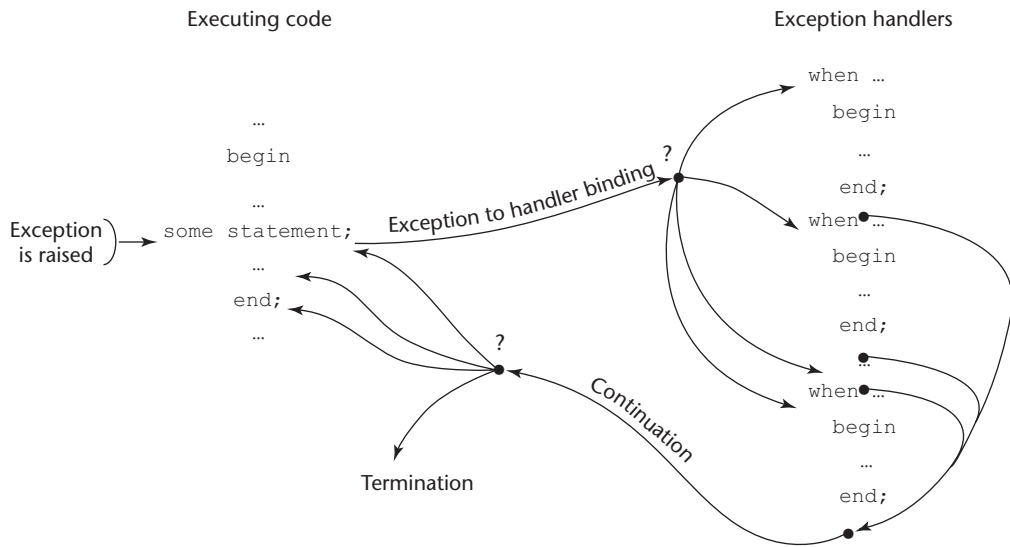 Executing code
Exception handlers
…
begin
…
Exception
is raised
some statement;
…
end;
…
Exception to handler binding
?
when …
begin
…
end;
when …
begin
…
end;
…
when …
begin
…
end;
?
Continuation
Termination